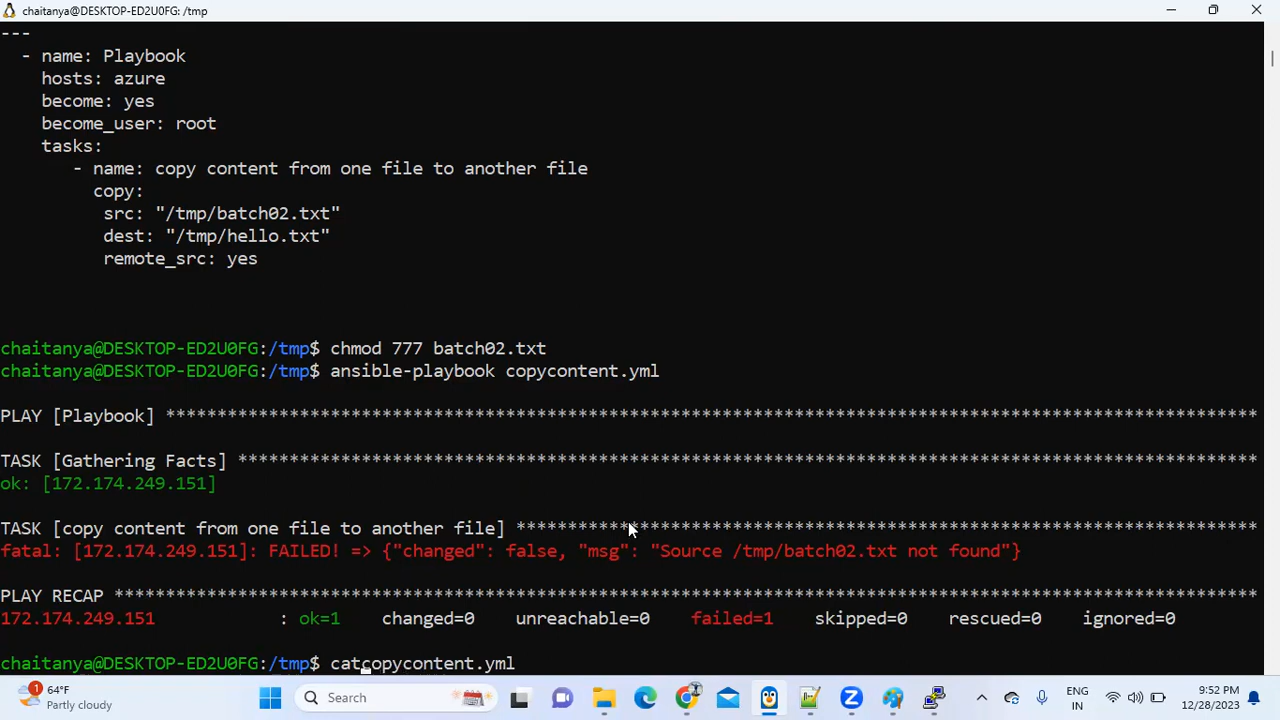 chaitanya@DESKTOP-ED2U0FG: /tmp
---
- name: Playbook
hosts: azure
become: yes
become_user: root
tasks:
- name: copy content from one file to another file
copy:
src: "/tmp/batch02.txt"
dest: "/tmp/hello.txt"
remote_src: yes
chaitanya@DESKTOP-ED2U0FG:/tmp$ chmod 777 batch02.txt
chaitanya@DESKTOP-ED2U0FG:/tmp$ ansible-playbook copycontent.yml
PLAY [Playbook] **********************************************************************************************************
TASK [Gathering Facts] ***************************************************************************************************
ok: [172.174.249.151]
TASK [copy content from one file to another file] ************************************************************************
fatal: [172.174.249.151]: FAILED! => {"changed": false, "msg": "Source /tmp/batch02.txt not found"}
PLAY RECAP ***************************************************************************************************************
172.174.249.151 : ok=1 changed=0 unreachable=0 failed=1 skipped=0 rescued=0 ignored=0
chaitanya@DESKTOP-ED2U0FG:/tmp$ catcopycontent.yml
1
64°F
Partly cloudy
Search
ENG
IN
9:52 PM
12/28/2023